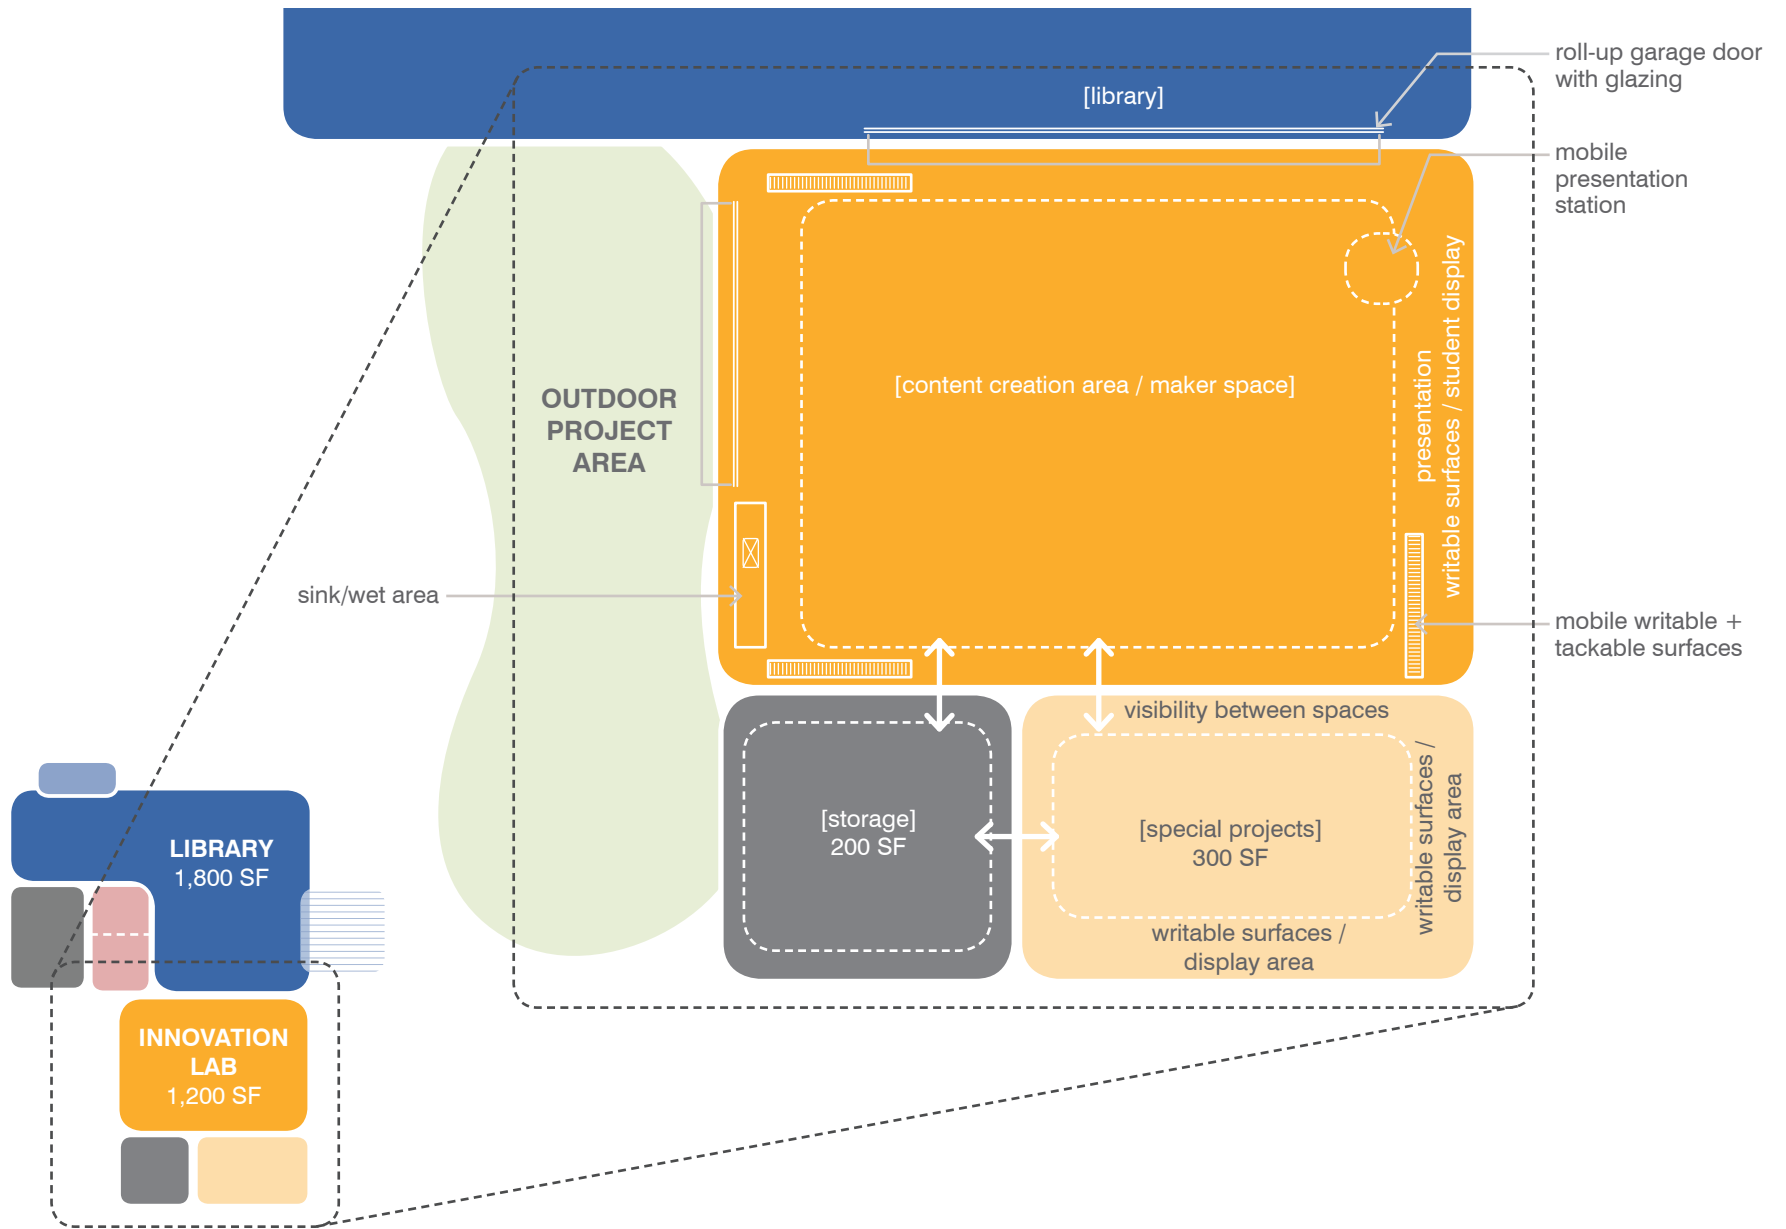 [library]
roll-up garage door
with glazing
mobile
presentation
station
[content creation area / maker space]
presentation
writable surfaces / student display
OUTDOOR
PROJECT
AREA
sink/wet area
mobile writable +
tackable surfaces
visibility between spaces
[storage]
200 SF
[special projects]
300 SF
writable surfaces /
display area
writable surfaces /
display area
LIBRARY
1,800 SF
INNOVATION
LAB
1,200 SF